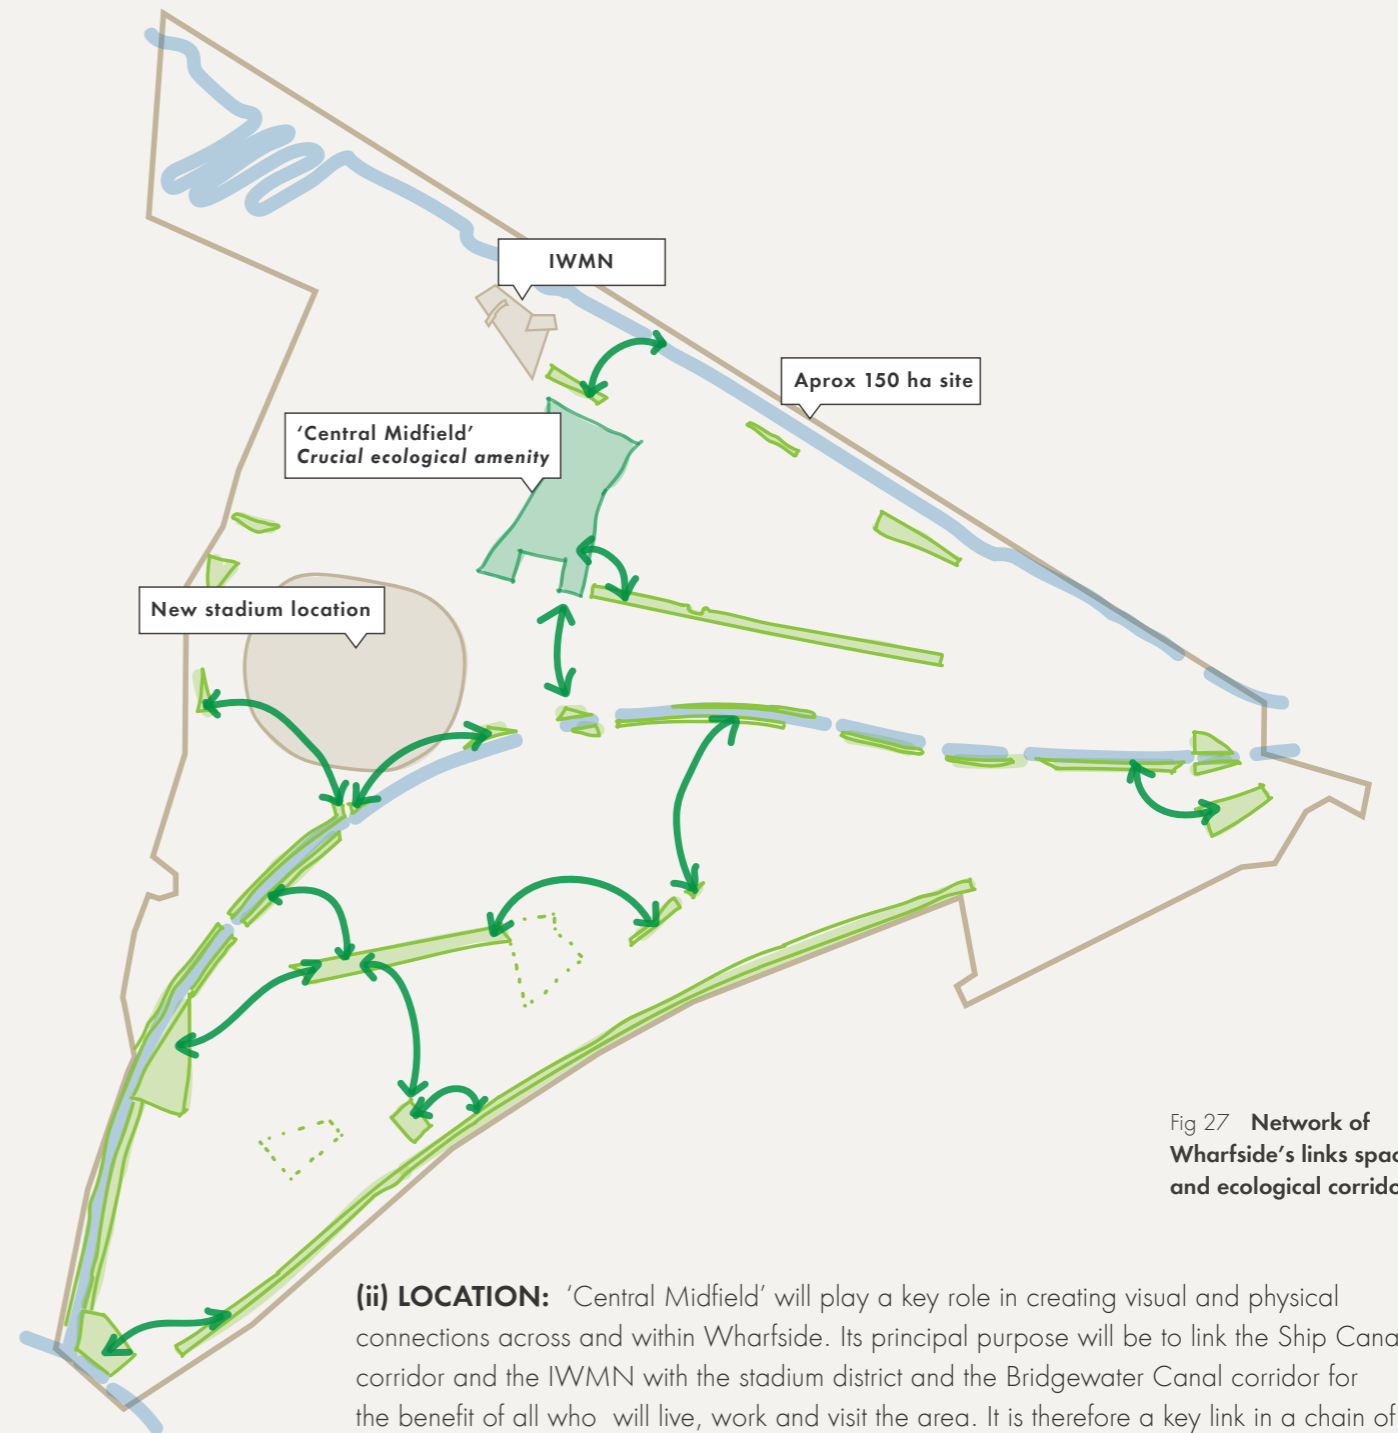 IWMN
Aprox 150 ha site
‘Central Midfield’
Crucial ecological amenity
New stadium location
Fig 27 Network of
Wharfside’s links
and ecological
(ii) LOCATION: ‘Central Midfield’ will play a key role in creating visual and physical
connections across and within Wharfside. Its principal purpose will be to link the Ship
corridor and the IWMN with the stadium district and the Bridgewater Canal corridor for
the benefit of all who will live, work and visit the area. It is therefore a key link in a chain of